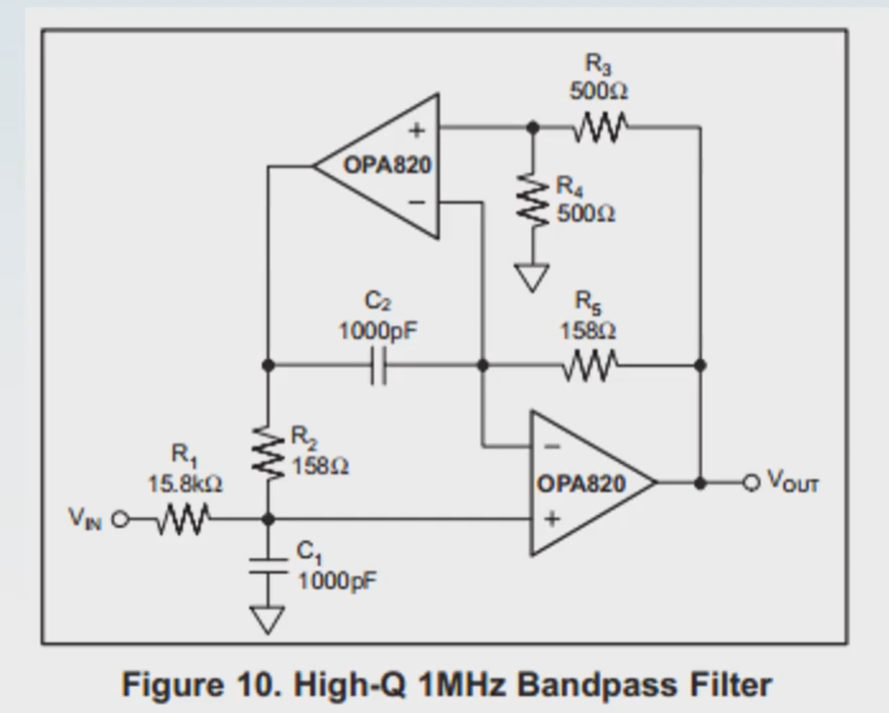 R3
500Ω
+
OPA820
−
R4
500Ω
C2
1000pF
R5
158Ω
R1
15.8kΩ
R2
158Ω
−
OPA820
+
VIN
VOUT
C1
1000pF
Figure 10. High-Q 1MHz Bandpass Filter